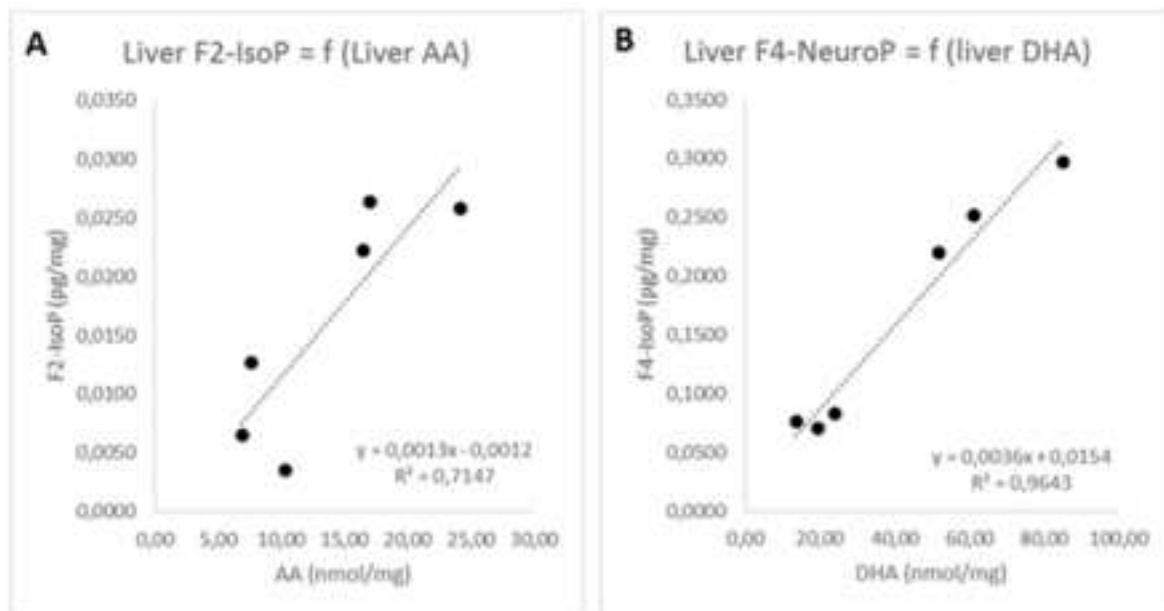 A
Liver F2-IsoP = f (Liver AA)
0,0350
0,0300
0,0250
0,0200
0,0150
0,0100
0,0050
0,0000
F2-IsoP (pg/mg)
y = 0,0013x - 0,0012
R² = 0,7147
0,00 5,00 10,00 15,00 20,00 25,00 30,00
AA (nmol/mg)
B
Liver F4-NeuroP = f (liver DHA)
0,3500
0,3000
0,2500
0,2000
0,1500
0,1000
0,0500
0,0000
F4-IsoP (pg/mg)
y = 0,0036x + 0,0154
R² = 0,9643
0,00 20,00 40,00 60,00 80,00 100,00
DHA (nmol/mg)